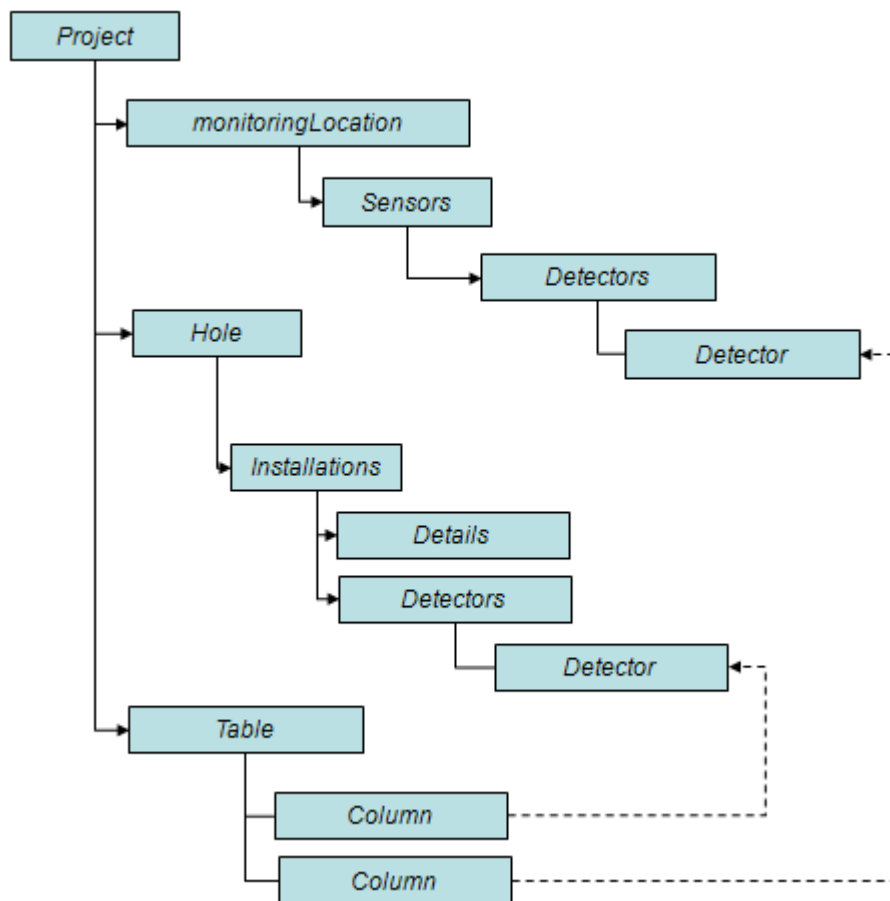 Project
monitoringLocation
Sensors
Detectors
Hole
Detector
Installations
Details
Detectors
Detector
Table
Column
Column